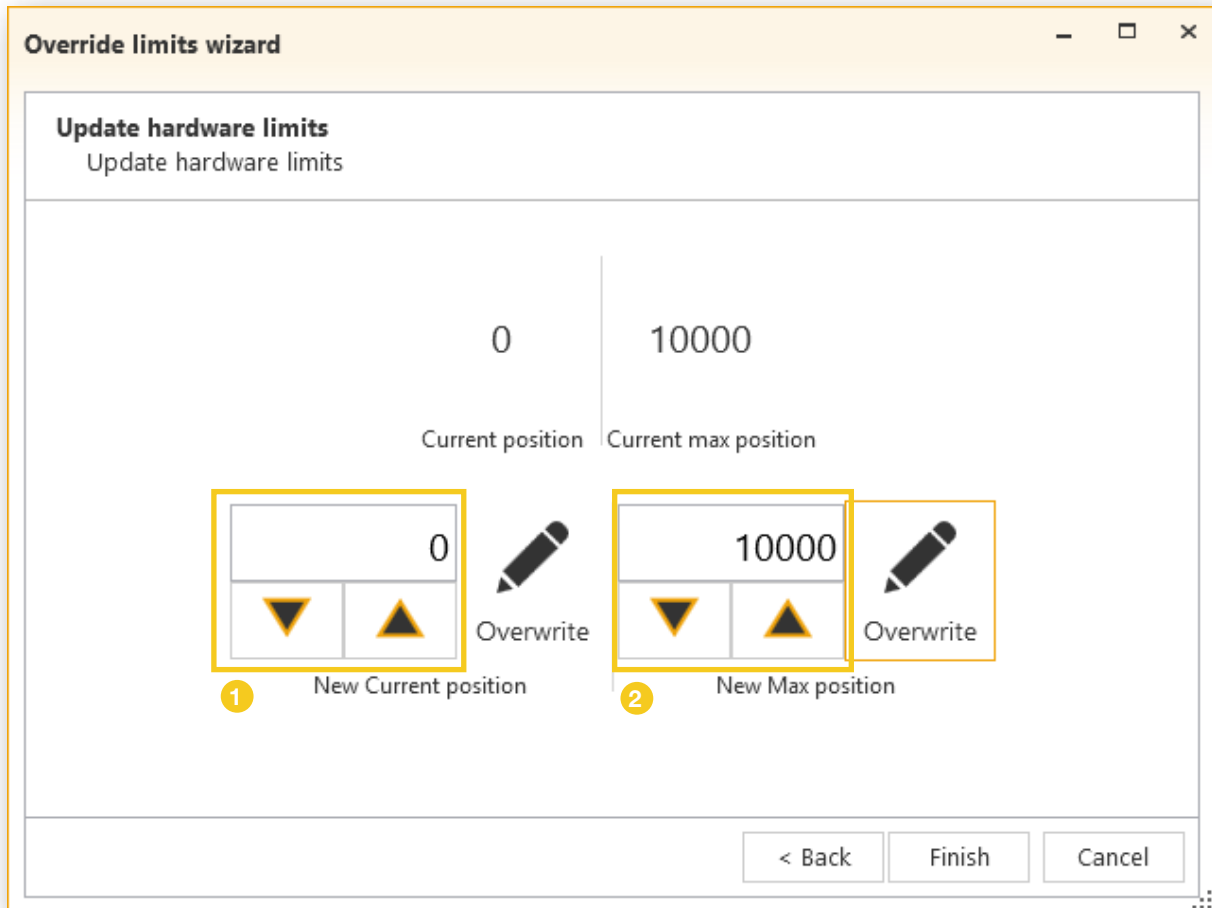 Override limits wizard
Update hardware limits
Update hardware limits
0 10000
Current position Current max position
0 10000
Overwrite Overwrite
1 New Current position 2 New Max position
< Back Finish Cancel